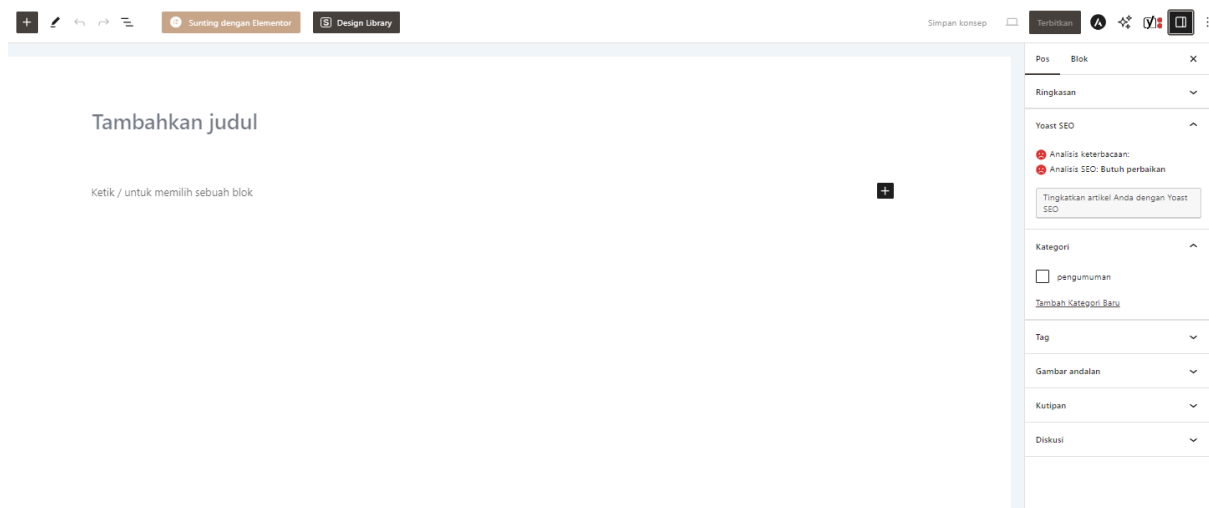 Sunting dengan Elementor
S Design Library
Simpan konsep
Terbitkan
Pos Blok
Tambahkan judul
Ketik / untuk memilih sebuah blok
Ringkasan
Yoast SEO
Analisis keterbacaan:
Analisis SEO: Butuh perbaikan
Tingkatkan artikel Anda dengan Yoast
SEO
Kategori
pengumuman
Tambah Kategori Baru
Tag
Gambar andalan
Kutipan
Diskusi